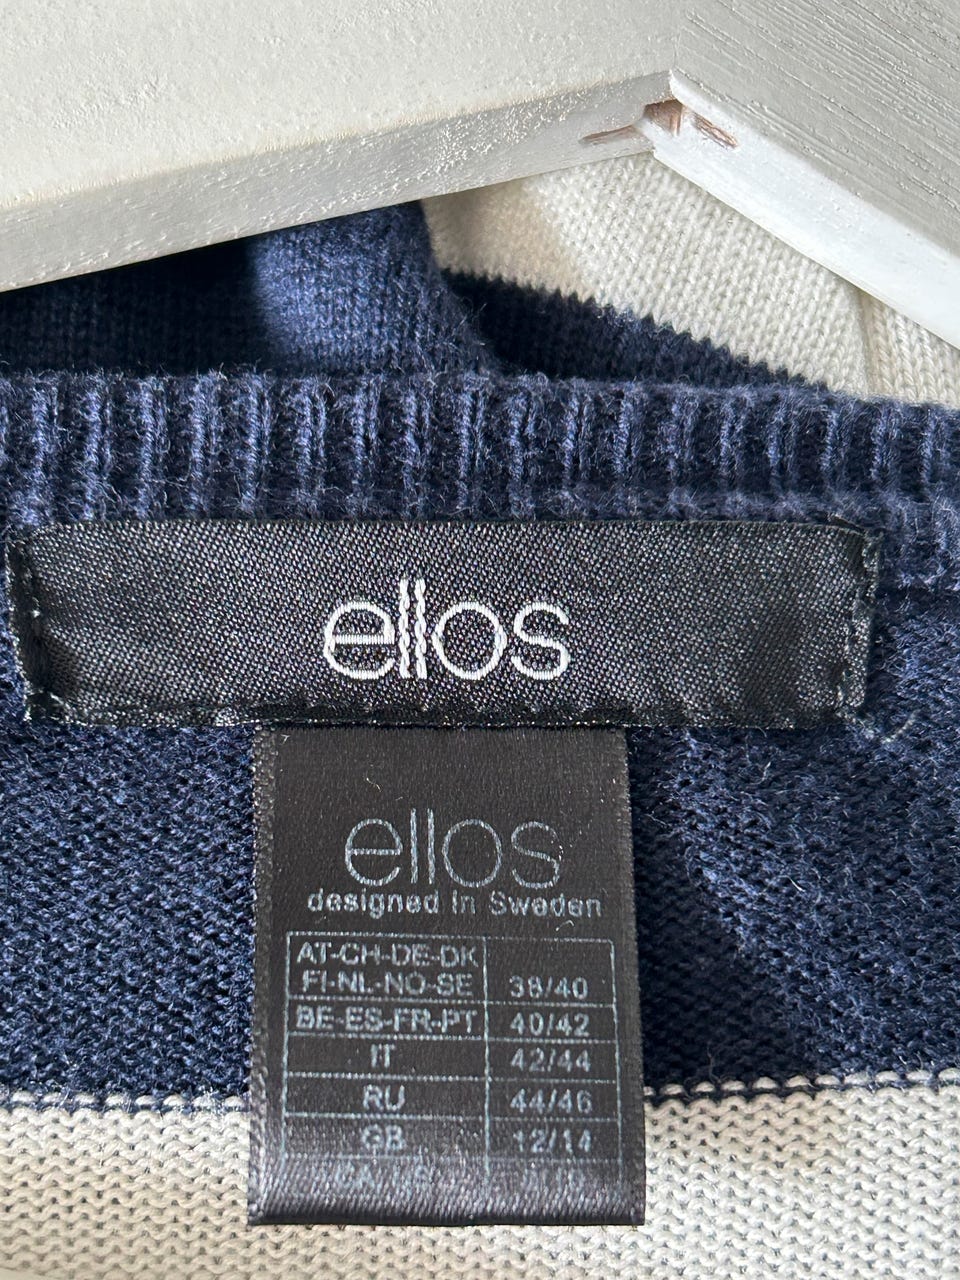 ellos
ellos
designed in Sweden
AT-CH-DE-DK
FI-NL-NO-SE 38/40
BE-ES-FR-PT 40/42
IT 42/44
RU 44/46
GB 12/14